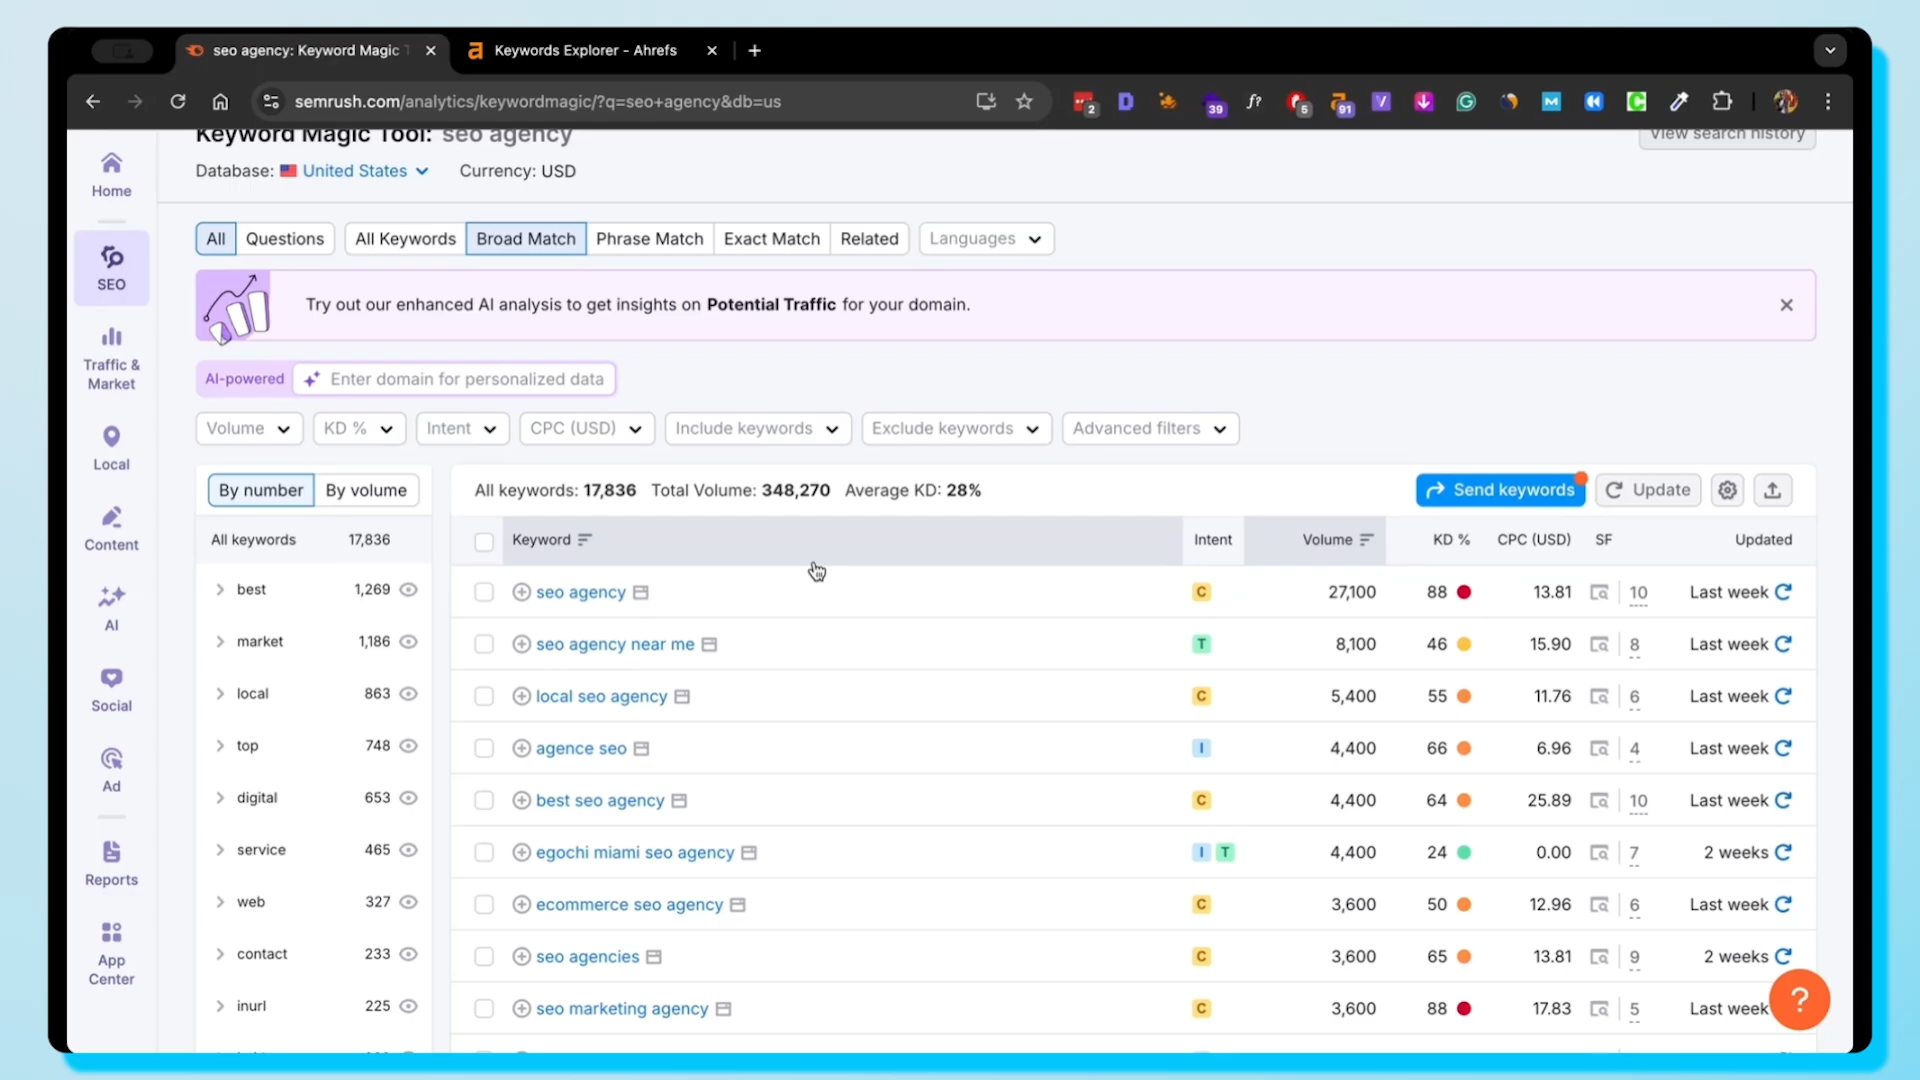 seo agency: Keyword Magic T
Keywords Explorer - Ahrefs
semrush.com/analytics/keywordmagic/?q=seo+agency&db=us
2
39
f?
5
91
Keyword Magic Tool: seo agency
View search history
Database: United States
Currency: USD
Home
SEO
Traffic & Market
Local
Content
AI
Social
Ad
Reports
App Center
All Questions
All Keywords Broad Match Phrase Match Exact Match Related
Languages
Try out our enhanced AI analysis to get insights on Potential Traffic for your domain.
AI-powered Enter domain for personalized data
Volume KD % Intent CPC (USD) Include keywords Exclude keywords Advanced filters
By number By volume
All keywords 17,836
best 1,269
market 1,186
local 863
top 748
digital 653
service 465
web 327
contact 233
inurl 225
All keywords: 17,836 Total Volume: 348,270 Average KD: 28%
Send keywords Update
Keyword Intent Volume KD % CPC (USD) SF Updated
seo agency C 27,100 88 13.81 10 Last week
seo agency near me T 8,100 46 15.90 8 Last week
local seo agency C 5,400 55 11.76 6 Last week
agence seo I 4,400 66 6.96 4 Last week
best seo agency C 4,400 64 25.89 10 Last week
egochi miami seo agency I T 4,400 24 0.00 7 2 weeks
ecommerce seo agency C 3,600 50 12.96 6 Last week
seo agencies C 3,600 65 13.81 9 2 weeks
seo marketing agency C 3,600 88 17.83 5 Last week
?